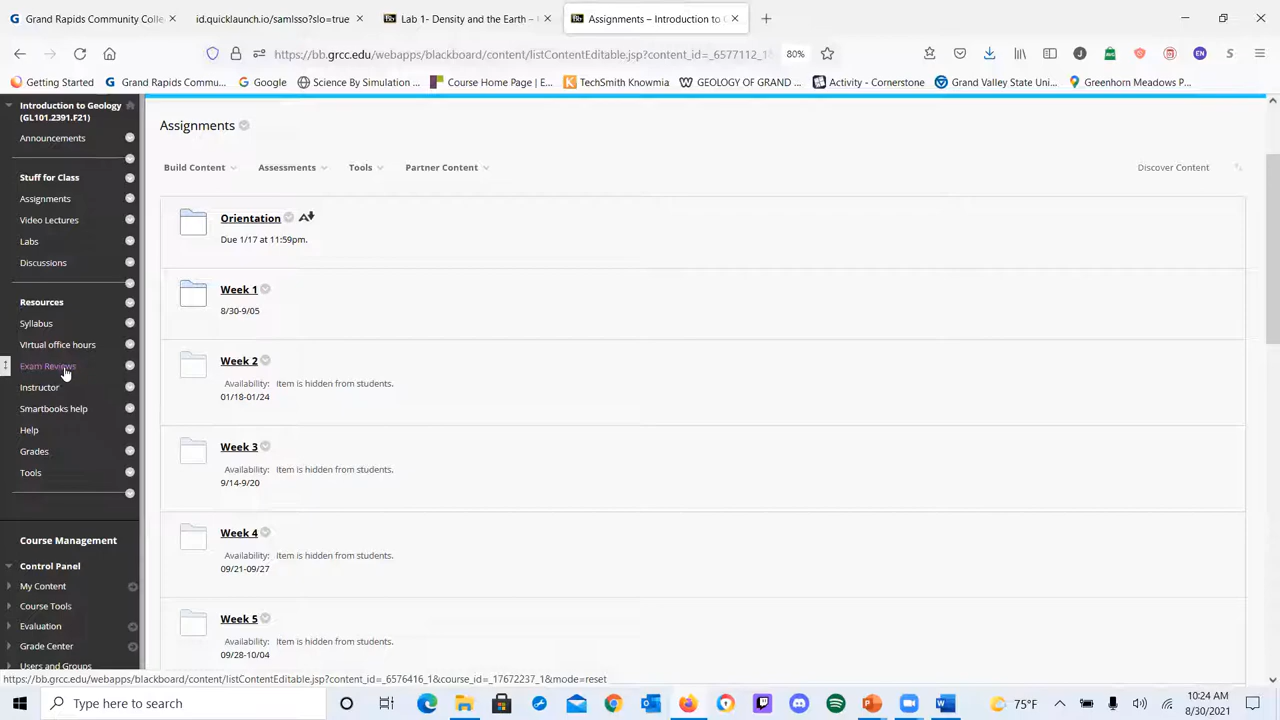 Grand Rapids Community Colle
id.quicklaunch.io/samlsso?slo=true
Lab 1- Density and the Earth –
Assignments – Introduction to
https://bb.grcc.edu/webapps/blackboard/content/listContentEditable.jsp?content_id=_6577112_1
80%
Getting Started
Grand Rapids Commu...
Google
Science By Simulation ...
Course Home Page | E...
TechSmith Knowmia
GEOLOGY OF GRAND ...
Activity - Cornerstone
Grand Valley State Uni...
Greenhorn Meadows P...
Introduction to Geology
(GL101.2391.F21)
Announcements
Stuff for Class
Assignments
Video Lectures
Labs
Discussions
Resources
Syllabus
Virtual office hours
Exam Reviews
Instructor
Smartbooks help
Help
Grades
Tools
Course Management
Control Panel
My Content
Course Tools
Evaluation
Grade Center
Users and Groups
Assignments
Build Content
Assessments
Tools
Partner Content
Discover Content
Orientation
Due 1/17 at 11:59pm.
Week 1
8/30-9/05
Week 2
Availability: Item is hidden from students.
01/18-01/24
Week 3
Availability: Item is hidden from students.
9/14-9/20
Week 4
Availability: Item is hidden from students.
09/21-09/27
Week 5
Availability: Item is hidden from students.
09/28-10/04
https://bb.grcc.edu/webapps/blackboard/content/listContentEditable.jsp?content_id=_6576416_1&course_id=_17672237_1&mode=reset
Type here to search
75°F
10:24 AM
8/30/2021